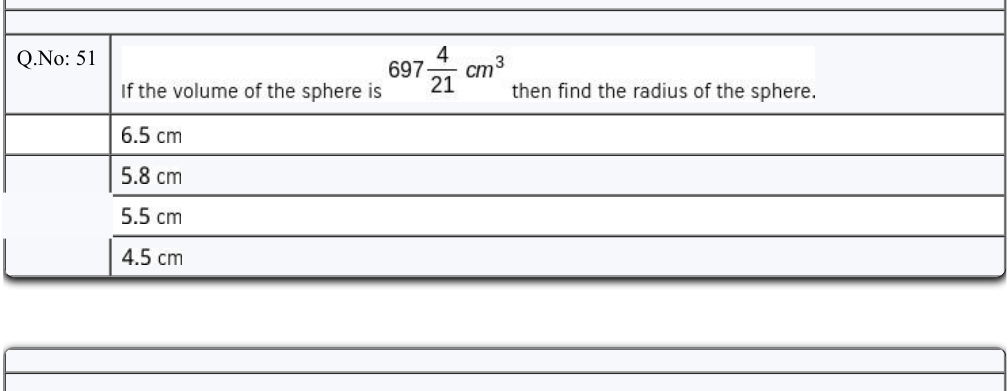 Q.No: 51
If the volume of the sphere is 697 4/21 cm³ then find the radius of the sphere.
6.5 cm
5.8 cm
5.5 cm
4.5 cm